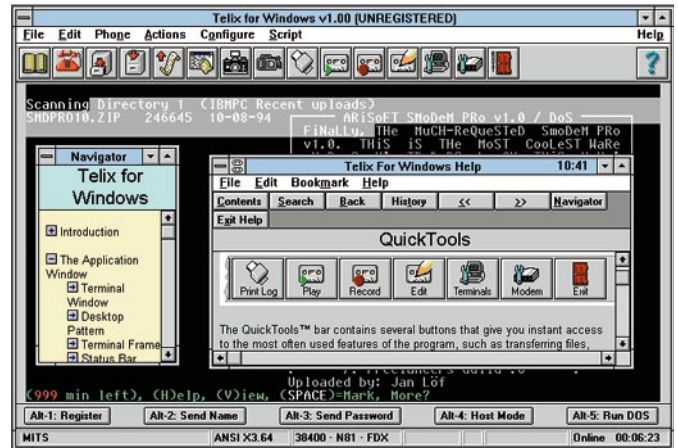 Telix for Windows v1.00 (UNREGISTERED)
File Edit Phone Actions Configure Script Help
Scanning Directory 1 (IBMPC Recent uploads)
SMDPRO10.ZIP 246645 10-08-94 ARiSoFT SMoDeM PRo v1.0 / DoS
FiNaLLy, THe MuCH-ReQueSTeD SmoDeM PRo
v1.0. THiS iS THe MoST CooLeST WaRe
Navigator
Telix for
Windows
Introduction
The Application
Window
Terminal
Window
Desktop
Pattern
Terminal Frame
Status Bar
Telix For Windows Help 10:41
File Edit Bookmark Help
Contents Search Back History << >> Navigator
Exit Help
QuickTools
Print Log Play Record Edit Terminals Modem Exit
The QuickTools™ bar contains several buttons that give you instant access
to the most often used features of the program, such as transferring files,
Uploaded by: Jan Löf
(999 min left), (H)elp, (V)iew, (SPACE)=Mark, More?
Alt-1: Register Alt-2: Send Name Alt-3: Send Password Alt-4: Host Mode Alt-5: Run DOS
MITS ANSI X3.64 38400 · N81 · FDX Online 00:06:23